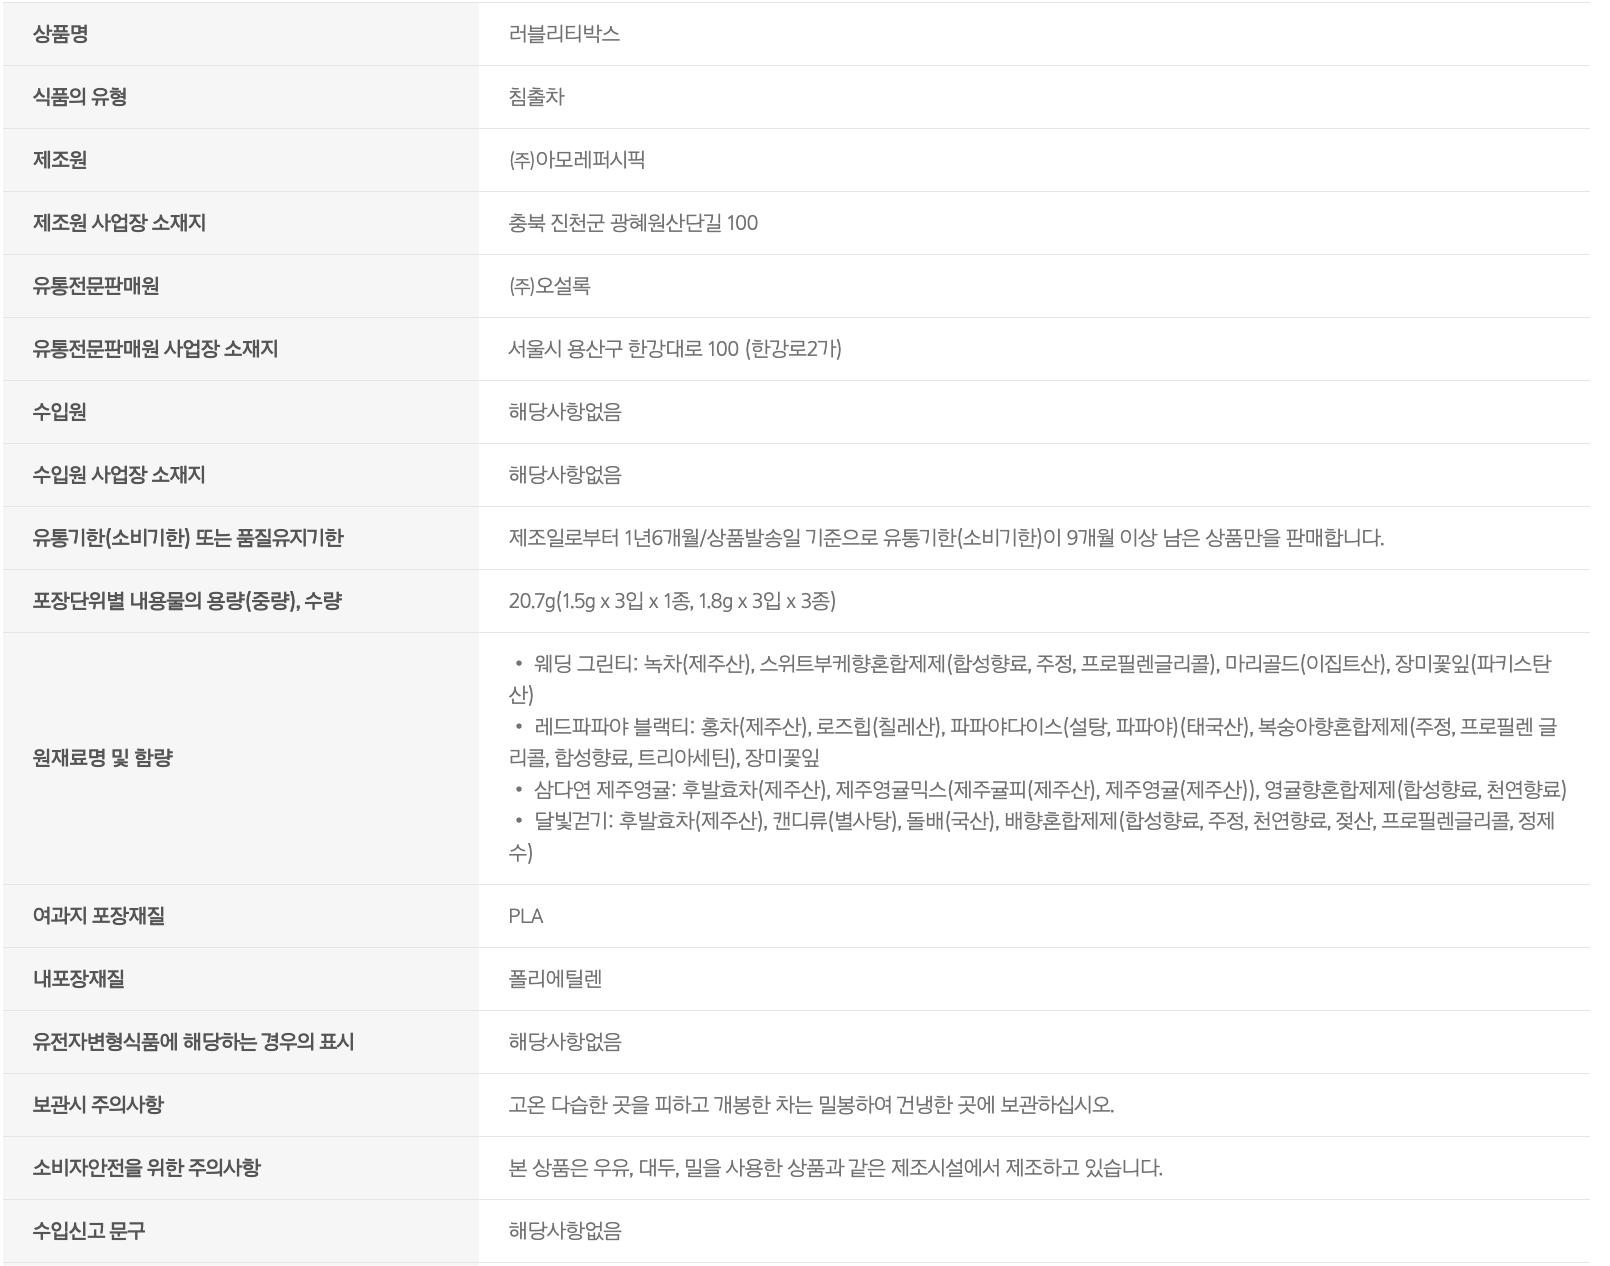 상품명
러블리티박스
식품의 유형
침출차
제조원
(주)아모레퍼시픽
제조원 사업장 소재지
충북 진천군 광혜원산단길 100
유통전문판매원
(주)오설록
유통전문판매원 사업장 소재지
서울시 용산구 한강대로 100 (한강로2가)
수입원
해당사항없음
수입원 사업장 소재지
해당사항없음
유통기한(소비기한) 또는 품질유지기한
제조일로부터 1년6개월/상품발송일 기준으로 유통기한(소비기한)이 9개월 이상 남은 상품만을 판매합니다.
포장단위별 내용물의 용량(중량), 수량
20.7g(1.5g x 3입 x 1종, 1.8g x 3입 x 3종)
원재료명 및 함량
• 웨딩 그린티: 녹차(제주산), 스위트부케향혼합제제(합성향료, 주정, 프로필렌글리콜), 마리골드(이집트산), 장미꽃잎(파키스탄
산)
• 레드파파야 블랙티: 홍차(제주산), 로즈힙(칠레산), 파파야다이스(설탕, 파파야)(태국산), 복숭아향혼합제제(주정, 프로필렌 글
리콜, 합성향료, 트리아세틴), 장미꽃잎
• 삼다연 제주영귤: 후발효차(제주산), 제주영귤믹스(제주귤피(제주산), 제주영귤(제주산)), 영귤향혼합제제(합성향료, 천연향료)
• 달빛걷기: 후발효차(제주산), 캔디류(별사탕), 돌배(국산), 배향혼합제제(합성향료, 주정, 천연향료, 젖산, 프로필렌글리콜, 정제
수)
여과지 포장재질
PLA
내포장재질
폴리에틸렌
유전자변형식품에 해당하는 경우의 표시
해당사항없음
보관시 주의사항
고온 다습한 곳을 피하고 개봉한 차는 밀봉하여 건냉한 곳에 보관하십시오.
소비자안전을 위한 주의사항
본 상품은 우유, 대두, 밀을 사용한 상품과 같은 제조시설에서 제조하고 있습니다.
수입신고 문구
해당사항없음